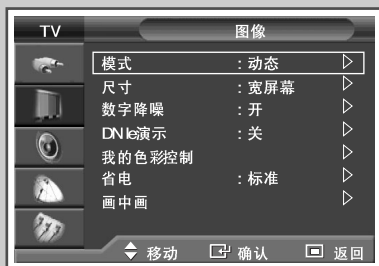 TV 图像
模式 : 动态
尺寸 : 宽屏幕
数字降噪 : 开
DNIe演示 : 关
我的色彩控制
省电 : 标准
画中画
移动 确认 返回